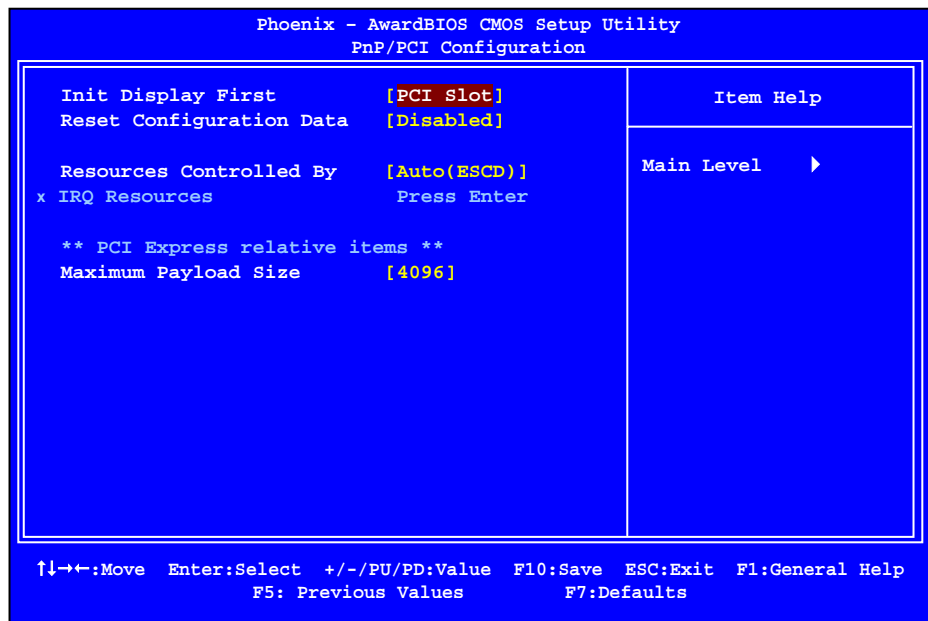 Phoenix – AwardBIOS CMOS Setup Utility
PnP/PCI Configuration
Init Display First [PCI Slot]
Reset Configuration Data [Disabled]
Resources Controlled By [Auto(ESCD)]
x IRQ Resources Press Enter
** PCI Express relative items **
Maximum Payload Size [4096]
Item Help
Main Level ▶
↑↓→←:Move Enter:Select +/-/PU/PD:Value F10:Save ESC:Exit F1:General Help
F5: Previous Values F7:Defaults